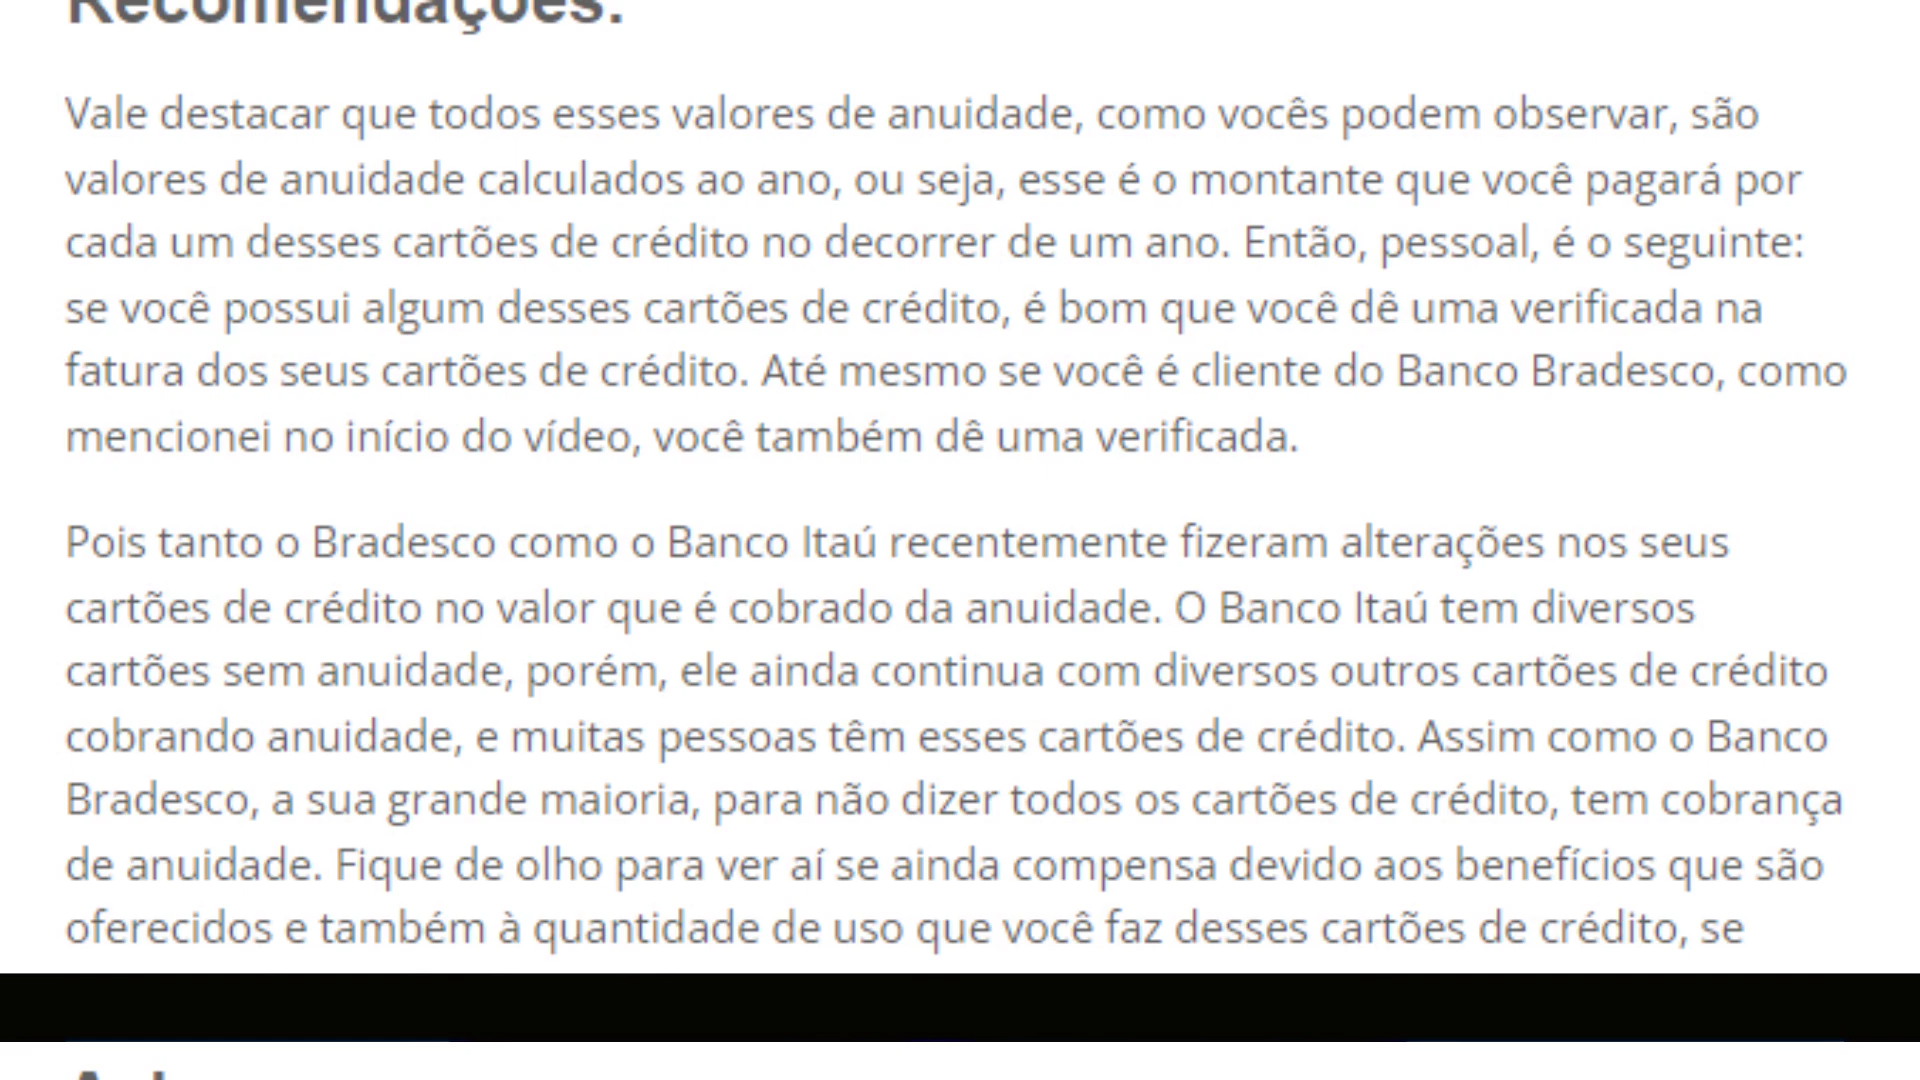 Recomendações:
Vale destacar que todos esses valores de anuidade, como vocês podem observar, são
valores de anuidade calculados ao ano, ou seja, esse é o montante que você pagará por
cada um desses cartões de crédito no decorrer de um ano. Então, pessoal, é o seguinte:
se você possui algum desses cartões de crédito, é bom que você dê uma verificada na
fatura dos seus cartões de crédito. Até mesmo se você é cliente do Banco Bradesco, como
mencionei no início do vídeo, você também dê uma verificada.
Pois tanto o Bradesco como o Banco Itaú recentemente fizeram alterações nos seus
cartões de crédito no valor que é cobrado da anuidade. O Banco Itaú tem diversos
cartões sem anuidade, porém, ele ainda continua com diversos outros cartões de crédito
cobrando anuidade, e muitas pessoas têm esses cartões de crédito. Assim como o Banco
Bradesco, a sua grande maioria, para não dizer todos os cartões de crédito, tem cobrança
de anuidade. Fique de olho para ver aí se ainda compensa devido aos benefícios que são
oferecidos e também à quantidade de uso que você faz desses cartões de crédito, se